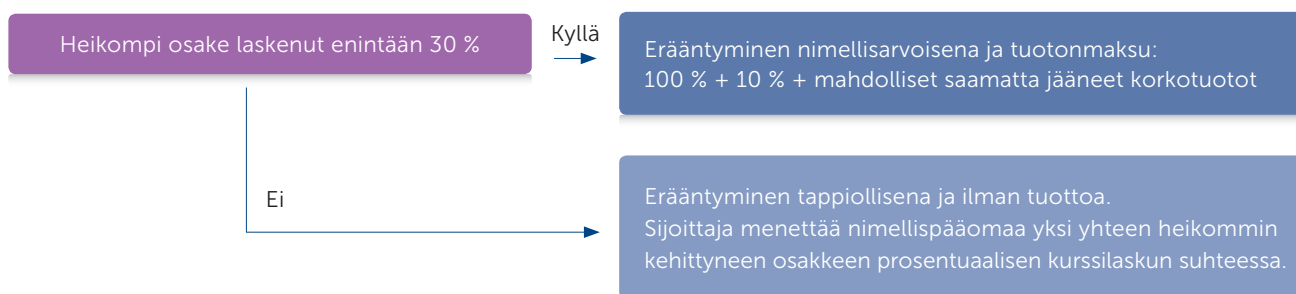 Heikompi osake laskenut enintään 30 %
Kyllä
Erääntyminen nimellisarvoisena ja tuotonmaksu:
100 % + 10 % + mahdolliset saamatta jääneet korkotuotot
Ei
Erääntyminen tappiollisena ja ilman tuottoa.
Sijoittaja menettää nimellispääomaa yksi yhteen heikommin
kehittyneen osakkeen prosentuaalisen kurssilaskun suhteessa.